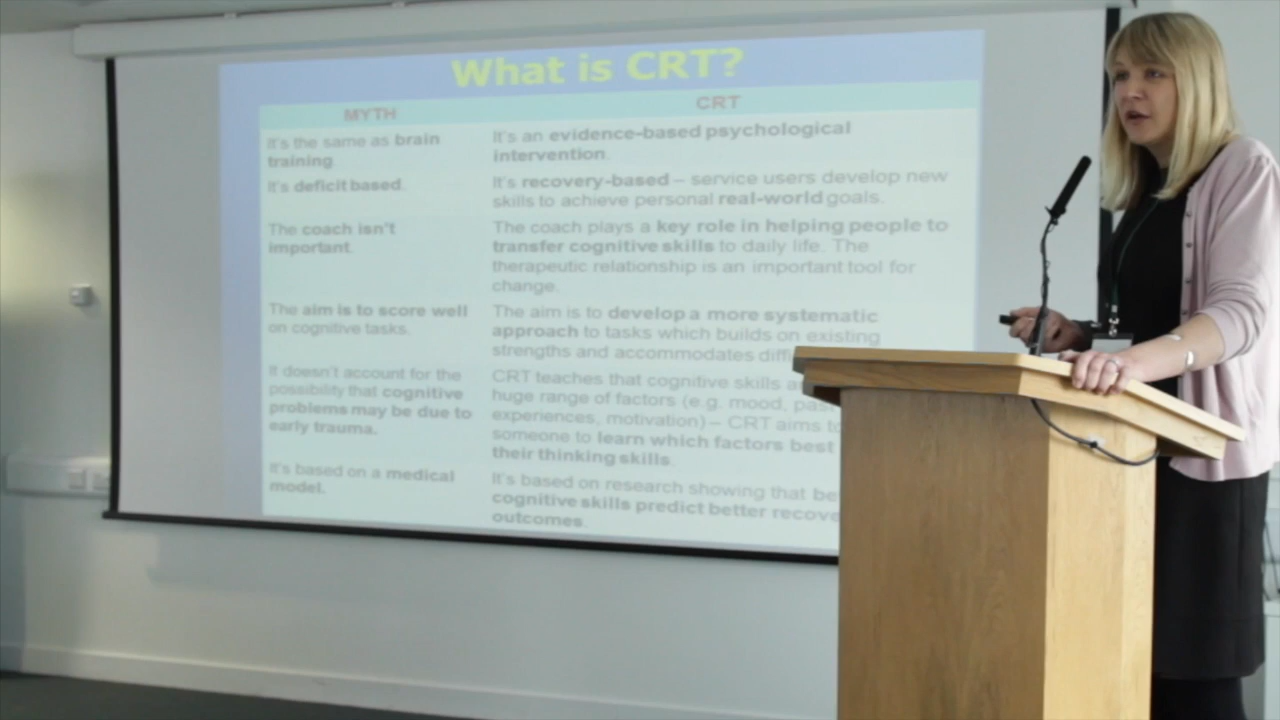 What is CRT?
MYTH
CRT
It's the same as brain
training.
It's an evidence-based psychological
intervention.
It's deficit based.
It's recovery-based – service users develop new
skills to achieve personal real-world goals.
The coach isn't
important.
The coach plays a key role in helping people to
transfer cognitive skills to daily life. The
therapeutic relationship is an important tool for
change.
The aim is to score well
on cognitive tasks.
The aim is to develop a more systematic
approach to tasks which builds on existing
strengths and accommodates
It doesn't account for the
possibility that cognitive
problems may be due to
early trauma.
CRT teaches that cognitive skills
huge range of factors (e.g. mood, past
experiences, motivation) – CRT aims to
someone to learn which factors best
their thinking skills.
It's based on a medical
model.
It's based on research showing that
cognitive skills predict better
outcomes.